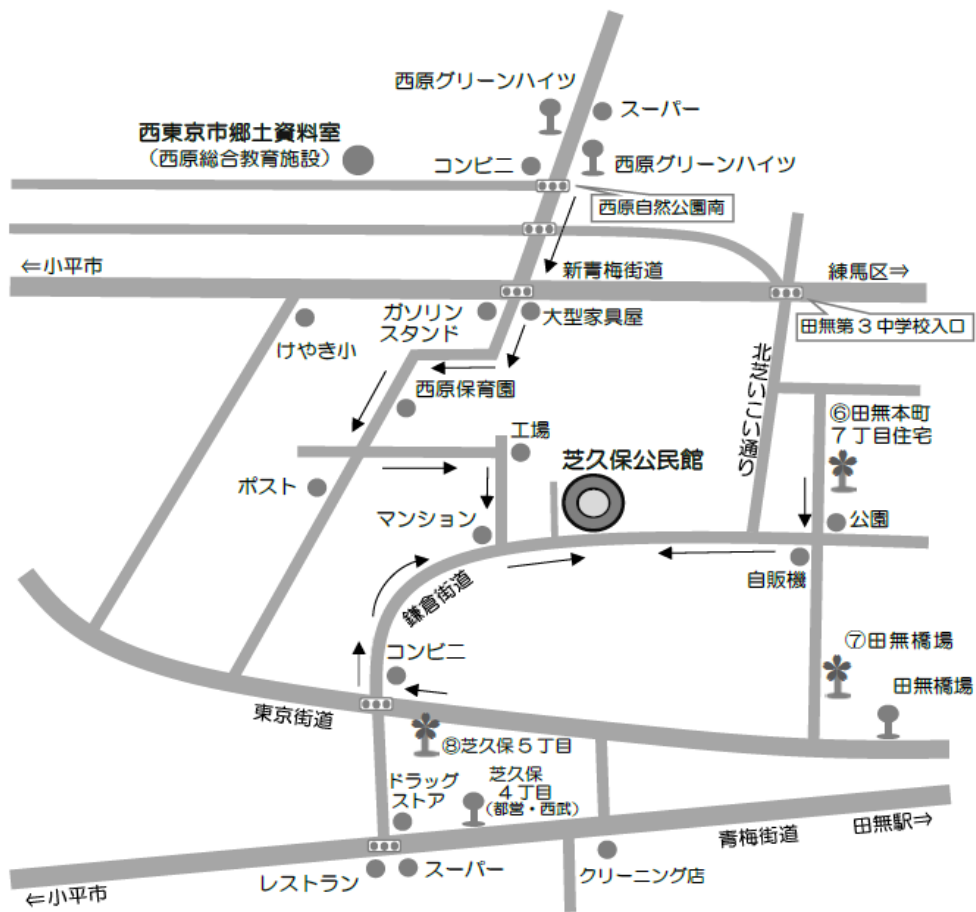 西原グリーンハイツ
スーパー
西東京市郷土資料室
（西原総合教育施設）
コンビニ
西原グリーンハイツ
西原自然公園南
⇐小平市
新青梅街道
練馬区⇒
ガソリン
スタンド
大型家具屋
田無第３中学校入口
けやき小
西原保育園
北芝いこい通り
⑥田無本町
７丁目住宅
工場
芝久保公民館
ポスト
マンション
公園
自販機
鎌倉街道
コンビニ
⑦田無橋場
田無橋場
東京街道
⑧芝久保５丁目
ドラッグ
ストア
芝久保
４丁目
（都営・西武）
青梅街道
田無駅⇒
レストラン
スーパー
クリーニング店
⇐小平市